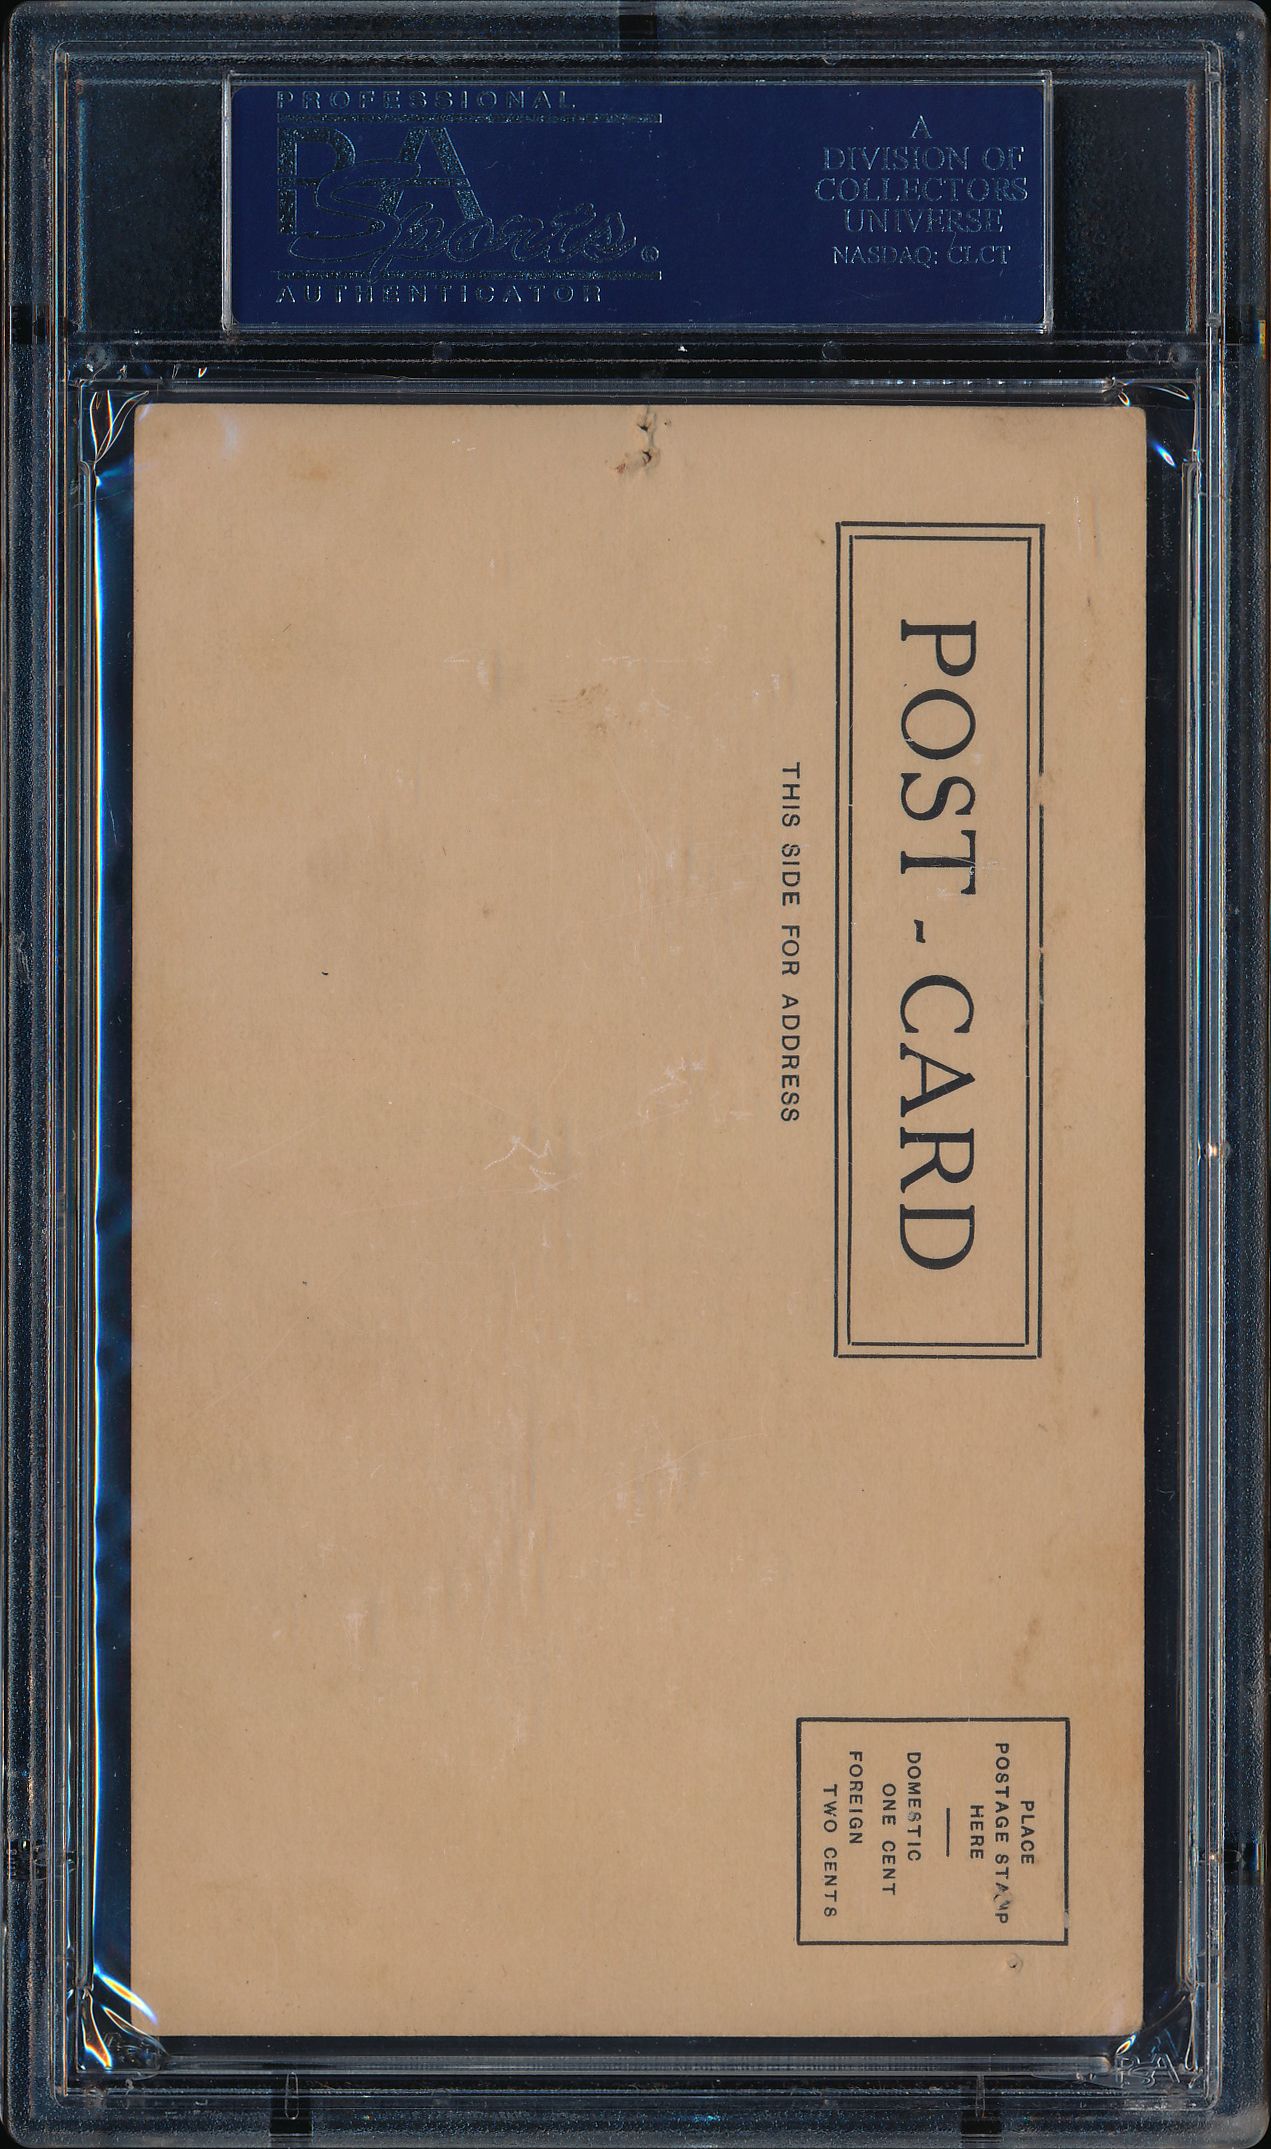 PROFESSIONAL
PSA
Sports®
AUTHENTICATOR
A
DIVISION OF
COLLECTORS
UNIVERSE
NASDAQ: CLCT
POST-CARD
THIS SIDE FOR ADDRESS
PLACE
POSTAGE STAMP
HERE
DOMESTIC
ONE CENT
FOREIGN
TWO CENTS
PSA